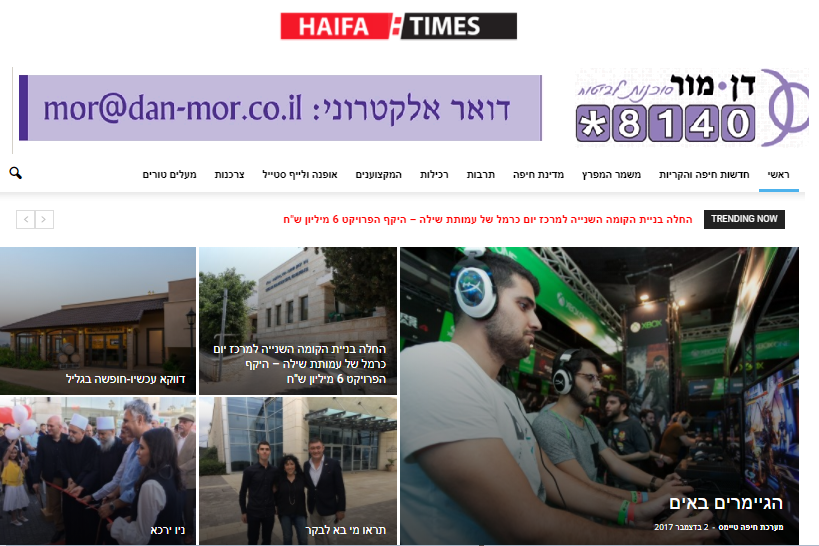 HAIFA TIMES
דן·מור סוכנות לביטוח
*8140
דואר אלקטרוני: mor@dan-mor.co.il
ראשי חדשות חיפה והקריות משמר המפרץ מדינת חיפה תרבות רכילות המקצוענים אופנה ולייף סטייל צרכנות מעלים טורים
TRENDING NOW
החלה בניית הקומה השנייה למרכז יום כרמל של עמותת שילה – היקף הפרויקט 6 מיליון ש"ח
XBOX
הגיימרים באים
מערכת חיפה טיימס - 2 בדצמבר 2017
החלה בניית הקומה השנייה למרכז יום
כרמל של עמותת שילה – היקף
הפרויקט 6 מיליון ש"ח
דווקא עכשיו-חופשה בגליל
תראו מי בא לבקר
ניו ירכא